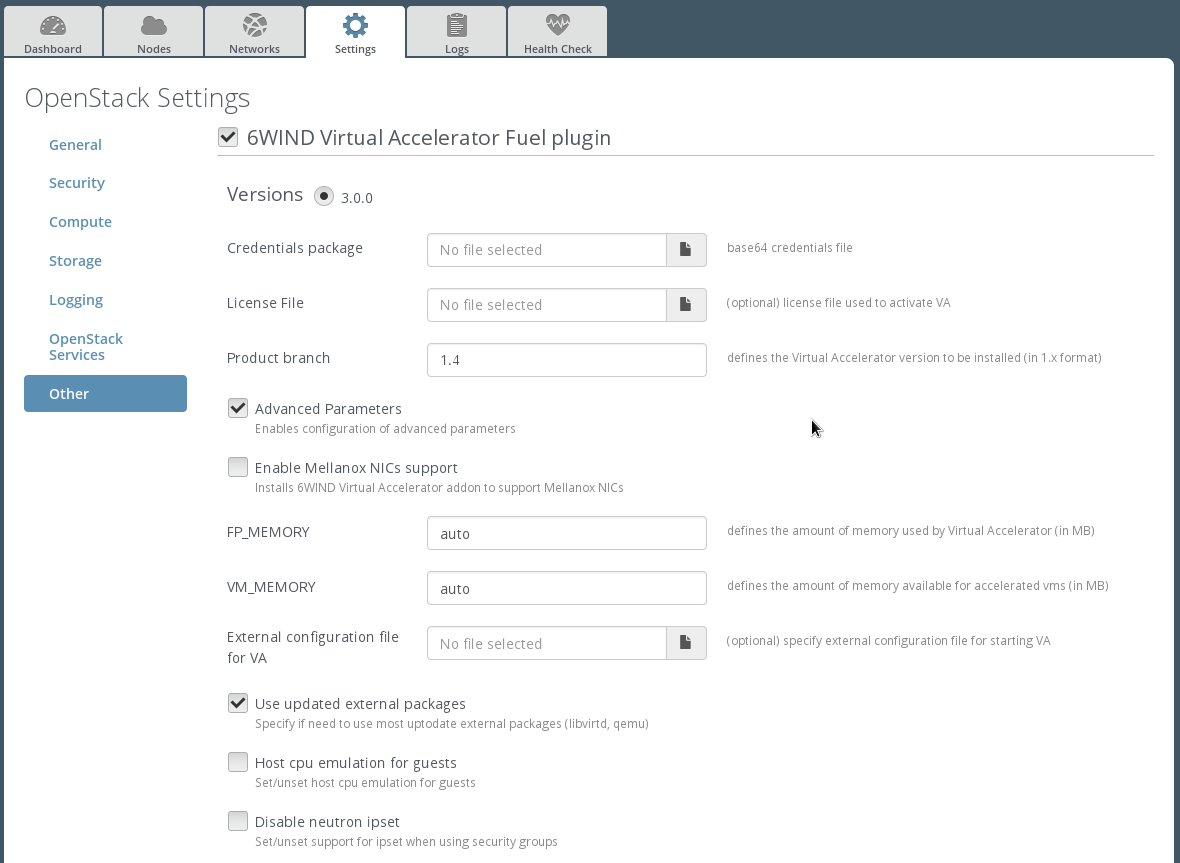 Dashboard
Nodes
Networks
Settings
Logs
Health Check
OpenStack Settings
General
Security
Compute
Storage
Logging
OpenStack
Services
Other
6WIND Virtual Accelerator Fuel plugin
Versions 3.0.0
Credentials package No file selected base64 credentials file
License File No file selected (optional) license file used to activate VA
Product branch 1.4 defines the Virtual Accelerator version to be installed (in 1.x format)
Advanced Parameters
Enables configuration of advanced parameters
Enable Mellanox NICs support
Installs 6WIND Virtual Accelerator addon to support Mellanox NICs
FP_MEMORY auto defines the amount of memory used by Virtual Accelerator (in MB)
VM_MEMORY auto defines the amount of memory available for accelerated vms (in MB)
External configuration file
for VA
No file selected (optional) specify external configuration file for starting VA
Use updated external packages
Specify if need to use most uptodate external packages (libvirtd, qemu)
Host cpu emulation for guests
Set/unset host cpu emulation for guests
Disable neutron ipset
Set/unset support for ipset when using security groups